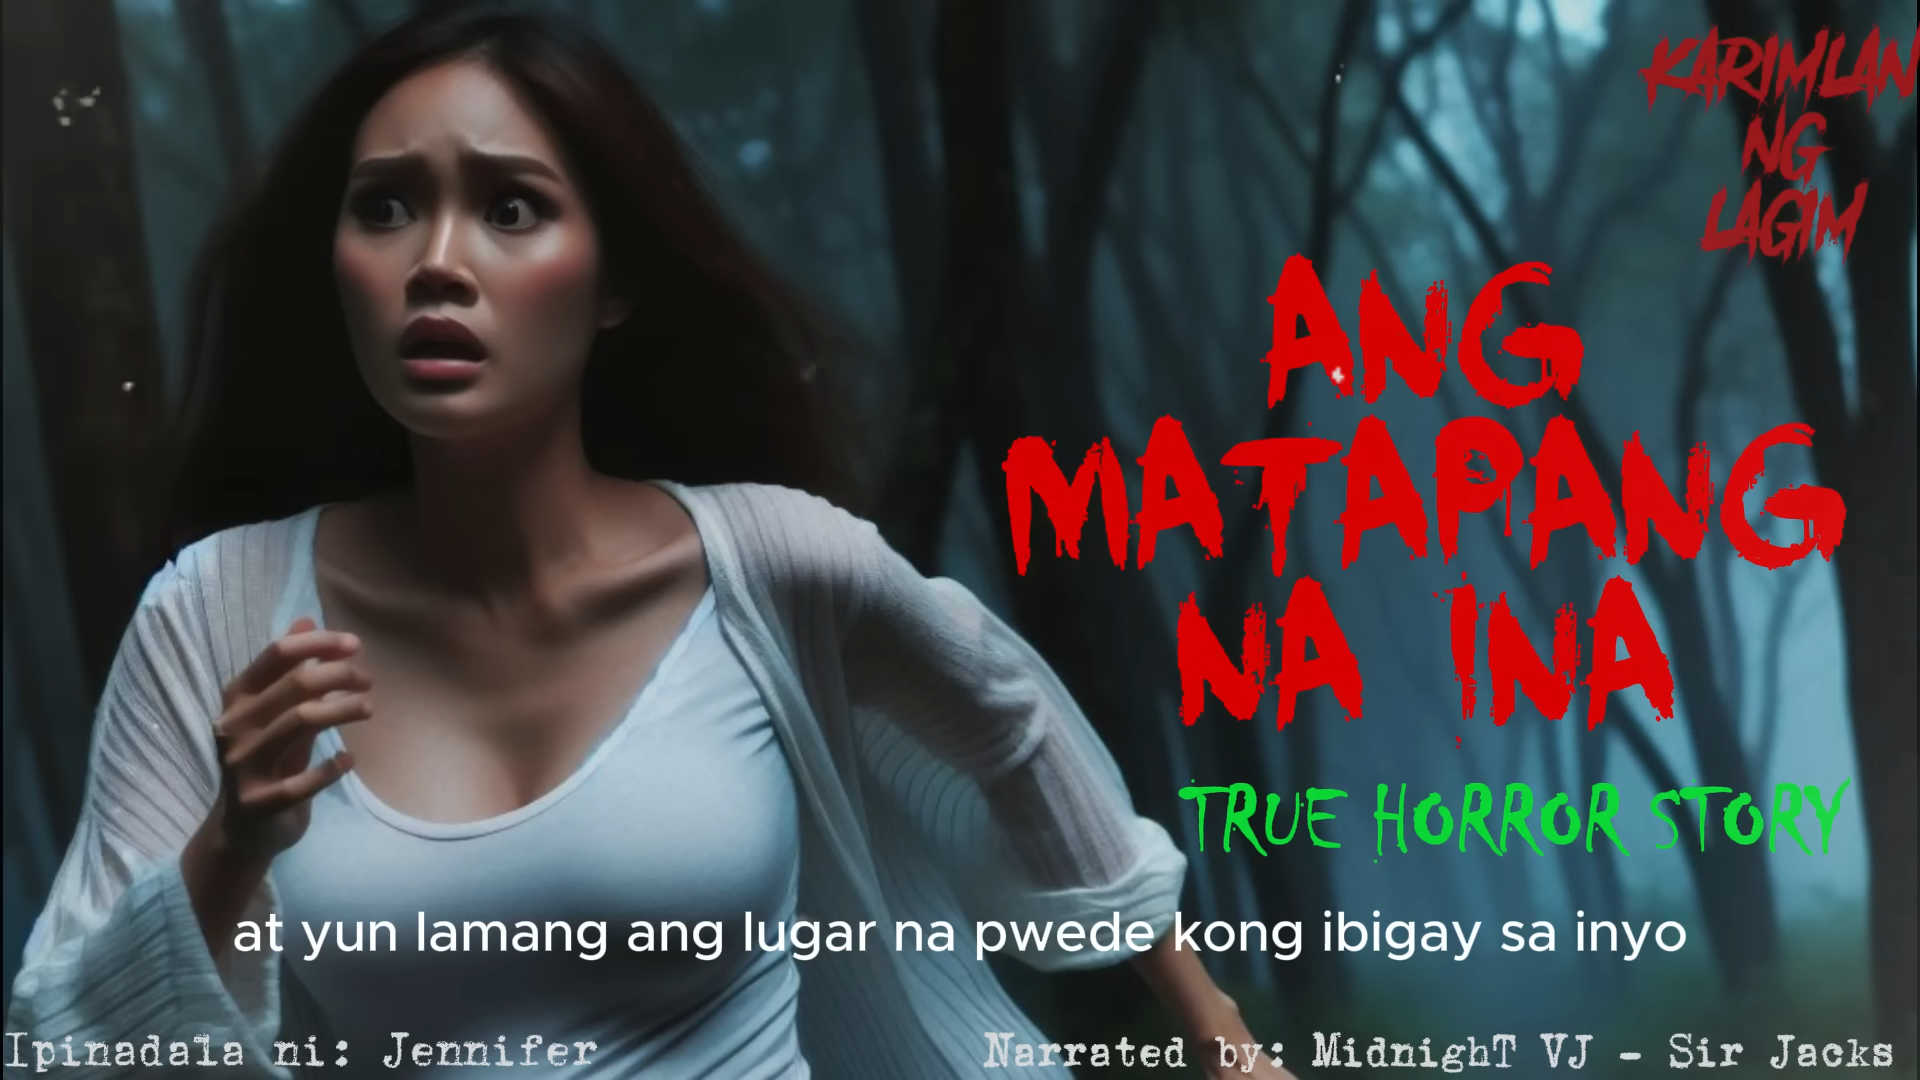 KARIMLAN
NG
LAGIM
ANG
MATAPANG
NA INA
TRUE HORROR STORY
at yun lamang ang lugar na pwede kong ibigay sa inyo
Ipinadala ni: Jennifer
Narrated by: MidnighT VJ - Sir Jacks